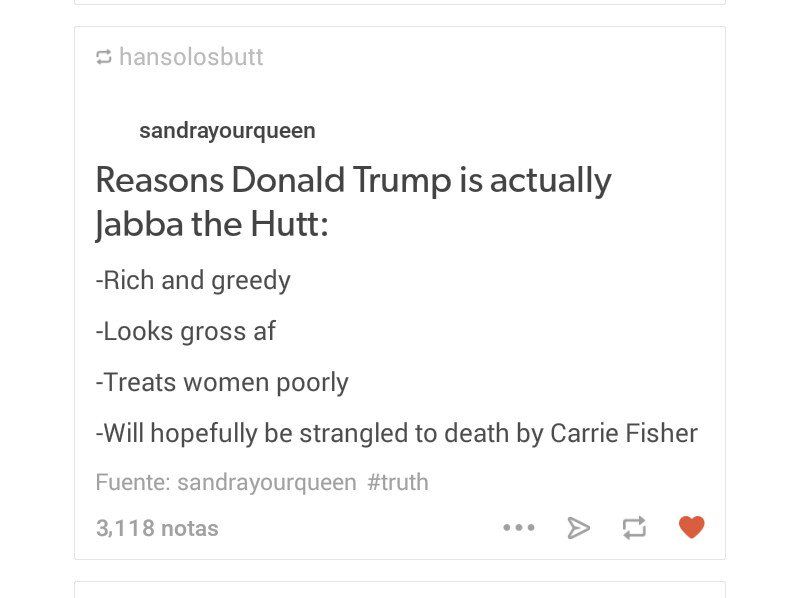 hansolosbutt
sandrayourqueen
Reasons Donald Trump is actually
Jabba the Hutt:
-Rich and greedy
-Looks gross af
-Treats women poorly
-Will hopefully be strangled to death by Carrie Fisher
Fuente: sandrayourqueen #truth
3,118 notas